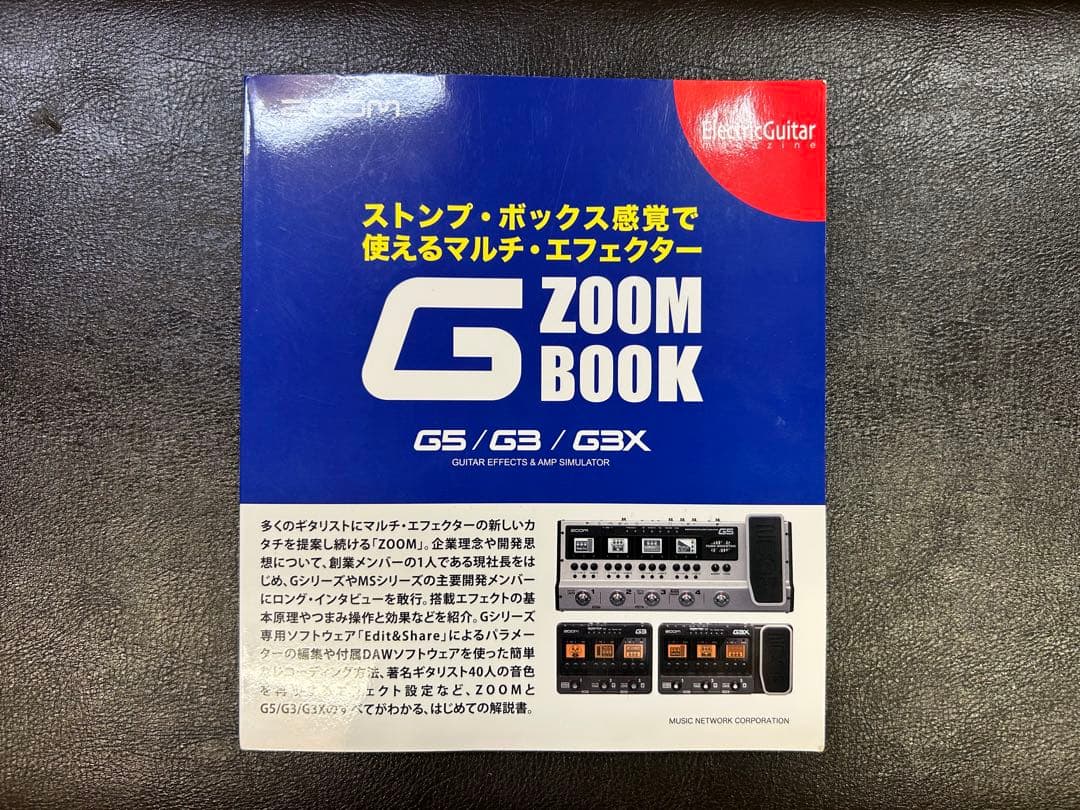 ZOOM
ElectricGuitar
magazine
ストンプ・ボックス感覚で
使えるマルチ・エフェクター
G ZOOM
BOOK
G5 / G3 / G3X
GUITAR EFFECTS & AMP SIMULATOR
多くのギタリストにマルチ・エフェクターの新しいカ
タチを提案し続ける「ZOOM」。企業理念や開発思
想について、創業メンバーの1人である現社長をは
じめ、GシリーズやMSシリーズの主要開発メンバー
にロング・インタビューを敢行。搭載エフェクトの基
本原理やつまみ操作と効果などを紹介。Gシリーズ
専用ソフトウェア「Edit&Share」によるパラメー
ターの編集や付属DAWソフトウェアを使った簡単
レコーディング方法、著名ギタリスト40人の音色
を再現するエフェクト設定など、ZOOMと
G5/G3/G3Xのすべてがわかる、はじめての解説書。
ZOOM
G5
1
2
3
4
ZOOM
G3
ZOOM
G3X
MUSIC NETWORK CORPORATION